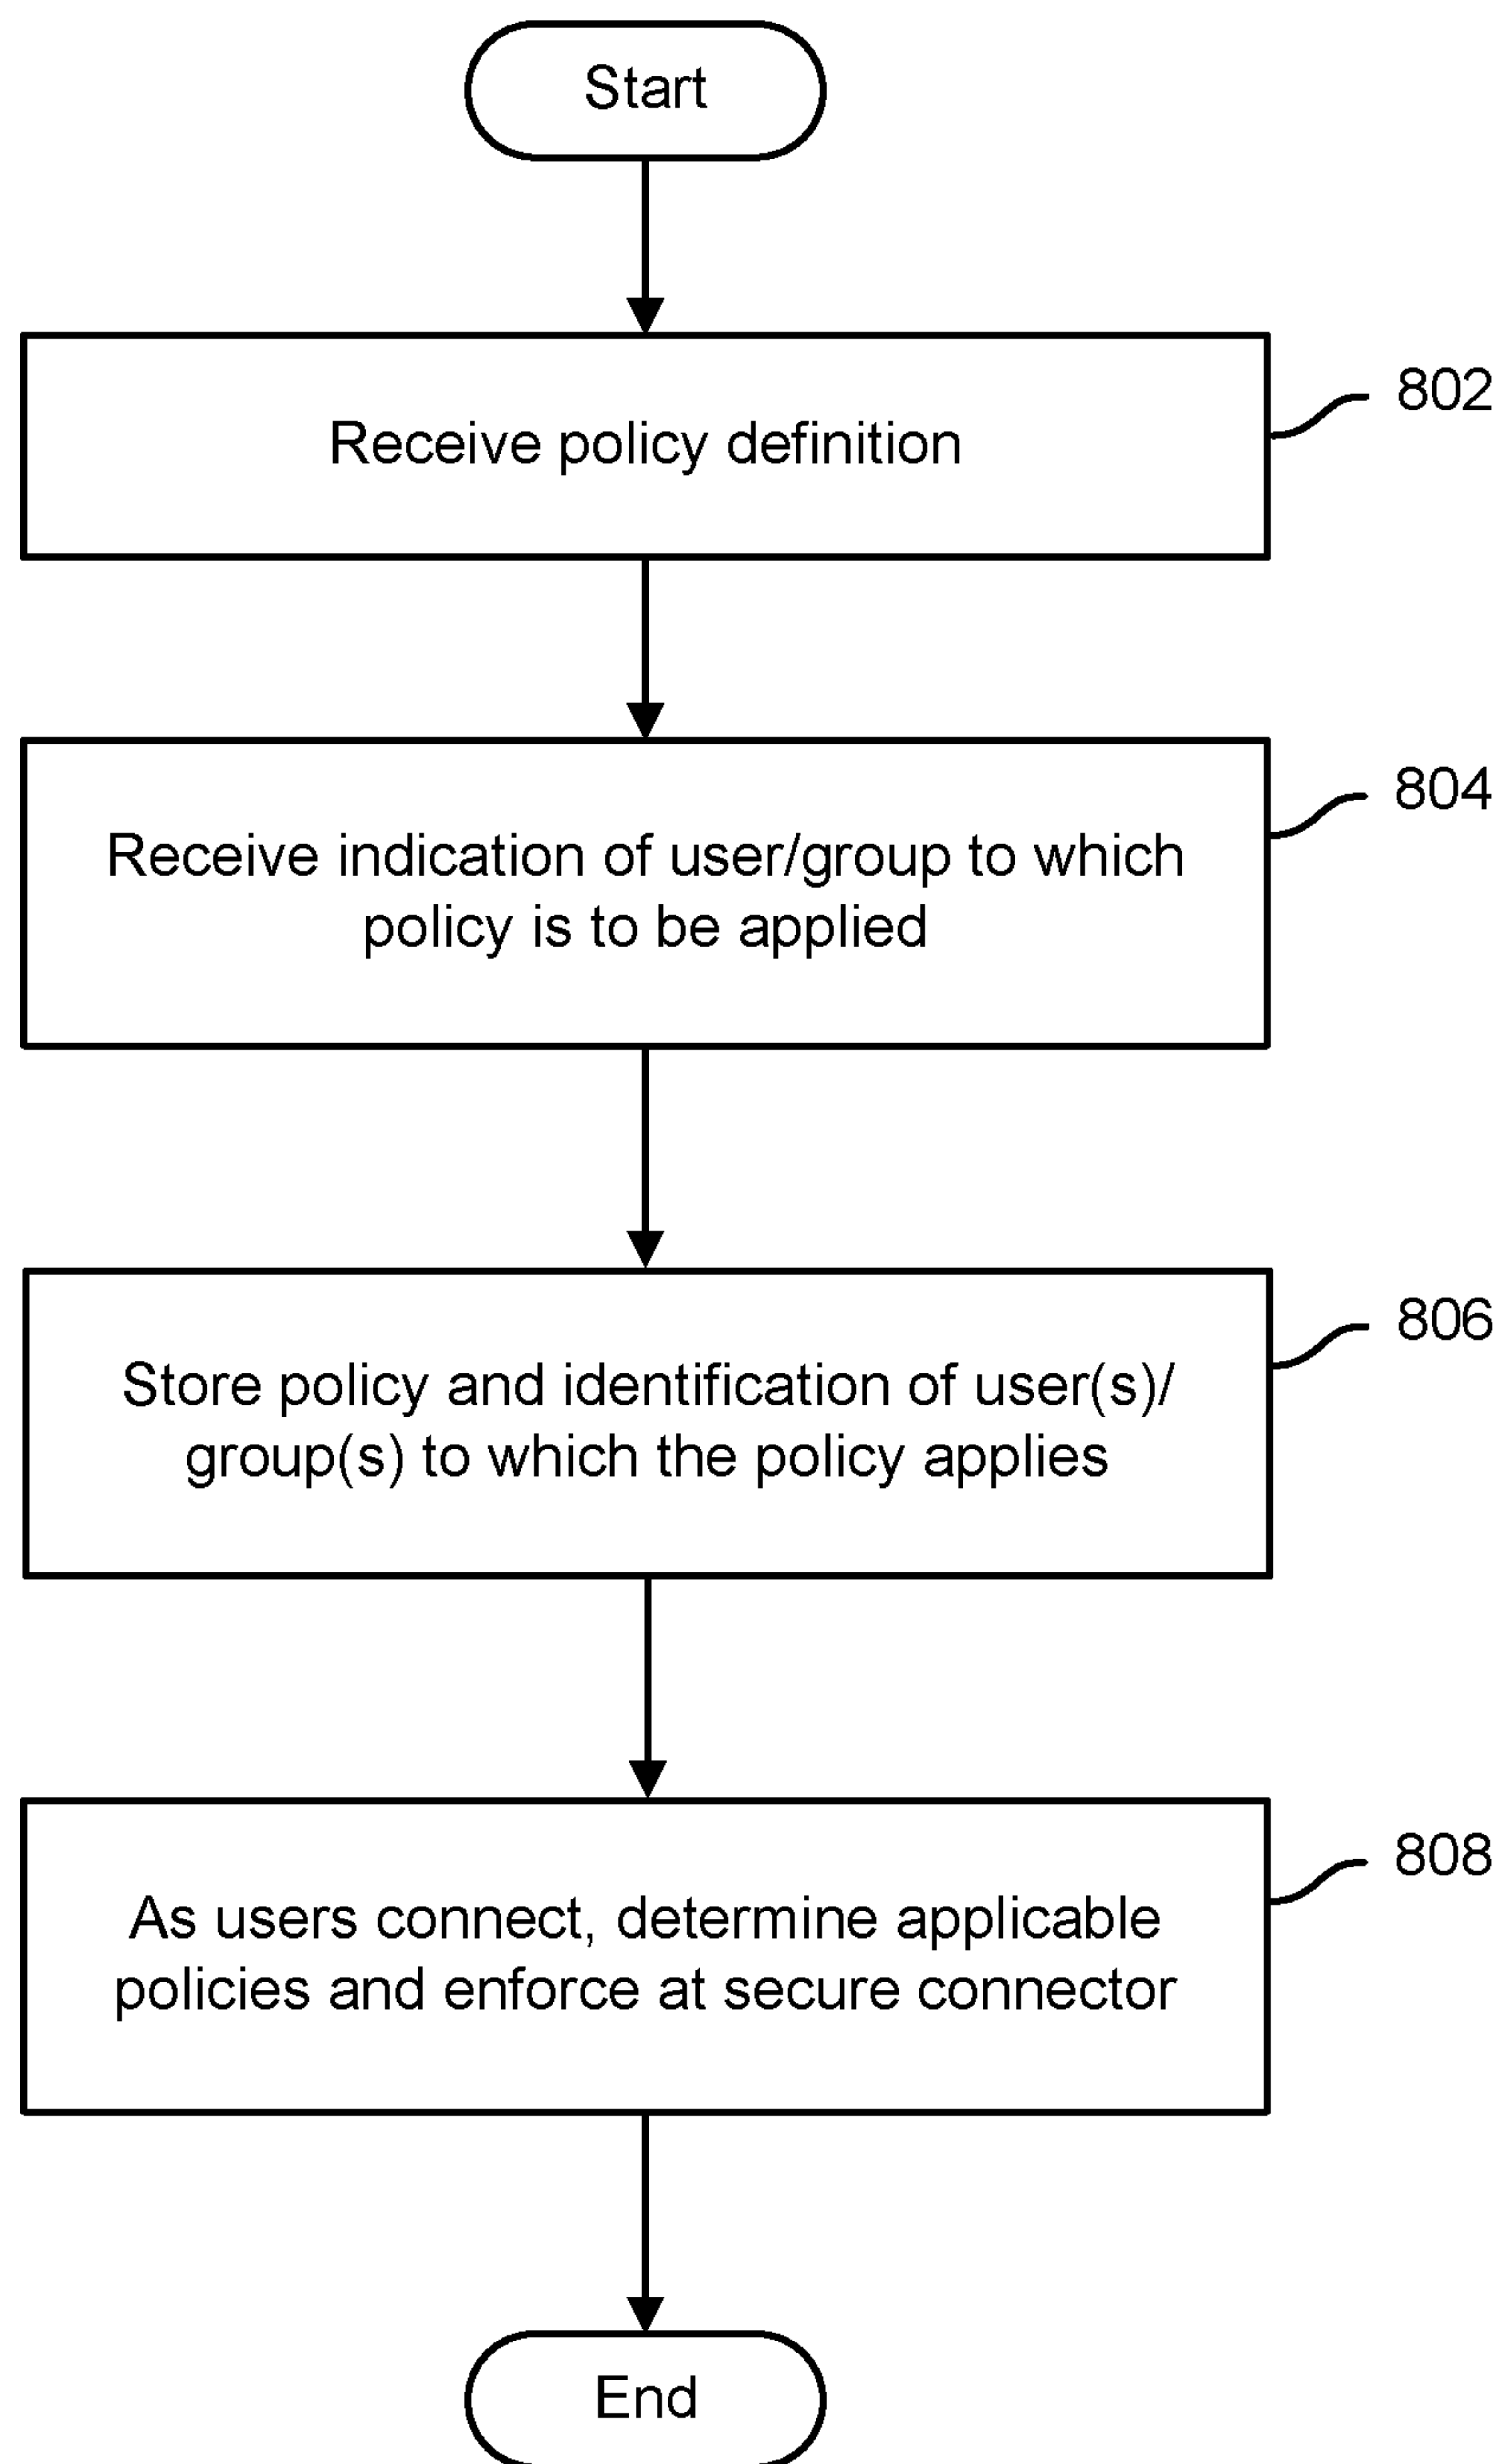 Start
Receive policy definition
802
Receive indication of user/group to which
policy is to be applied
804
Store policy and identification of user(s)/
group(s) to which the policy applies
806
As users connect, determine applicable
policies and enforce at secure connector
808
End